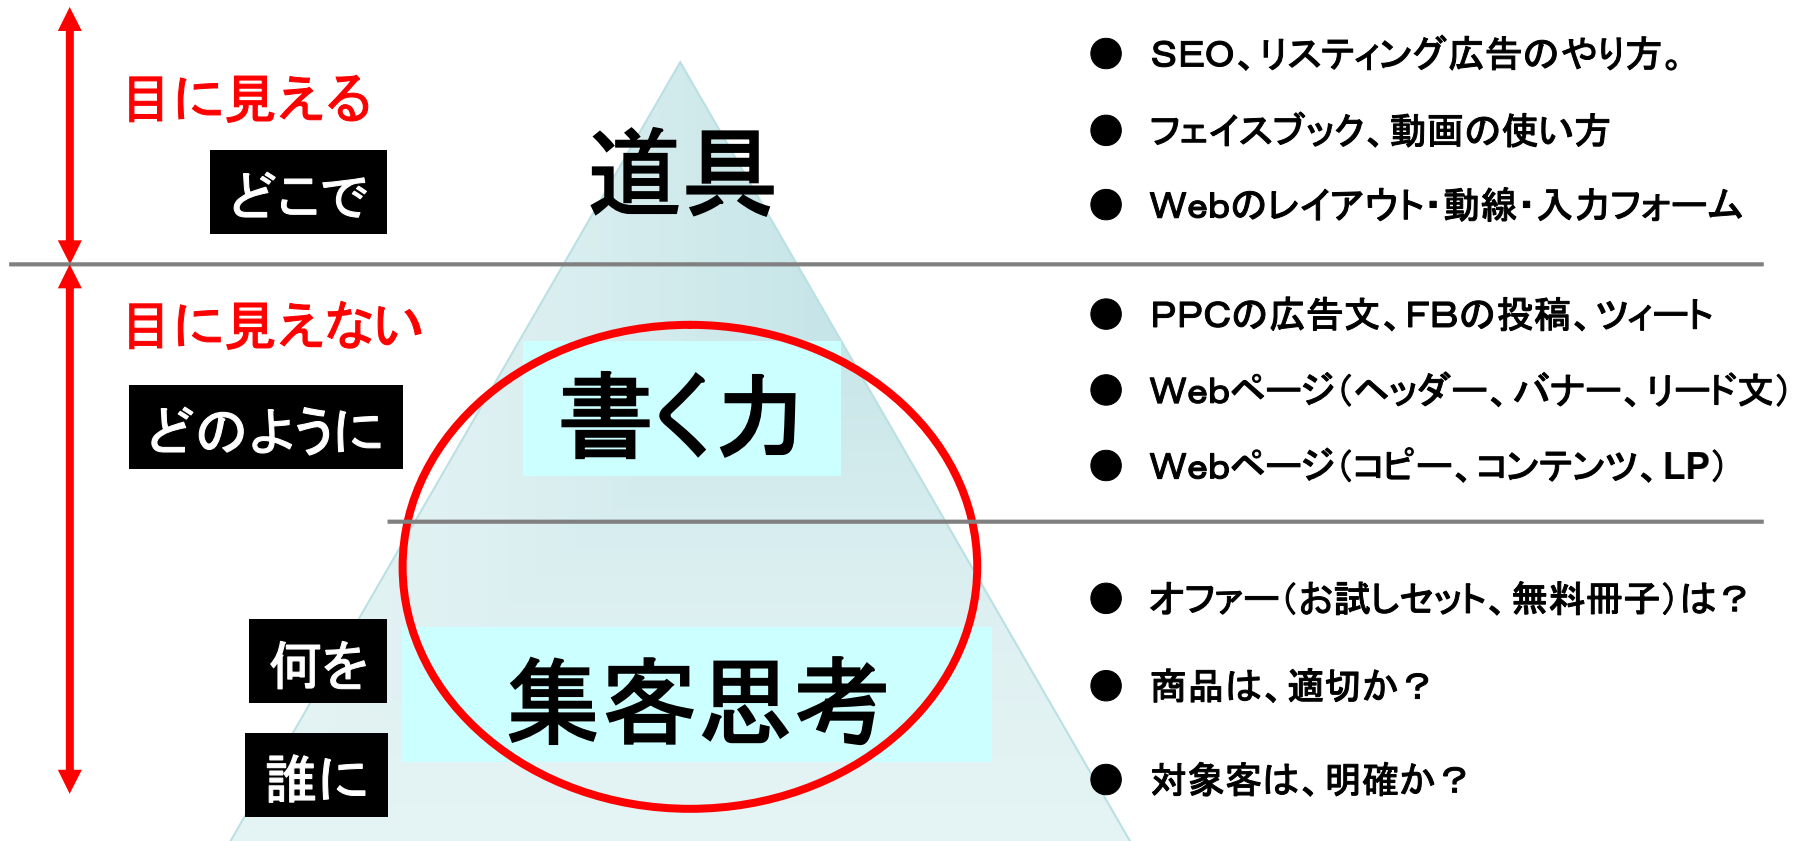 目に見える
どこで
道具
● ＳＥＯ、リスティング広告のやり方。
● フェイスブック、動画の使い方
● Ｗｅｂのレイアウト・動線・入力フォーム
目に見えない
どのように
書く力
● ＰＰＣの広告文、ＦＢの投稿、ツィート
● Ｗｅｂページ（ヘッダー、バナー、リード文）
● Ｗｅｂページ（コピー、コンテンツ、LP）
何を
誰に
集客思考
● オファー（お試しセット、無料冊子）は？
● 商品は、適切か？
● 対象客は、明確か？